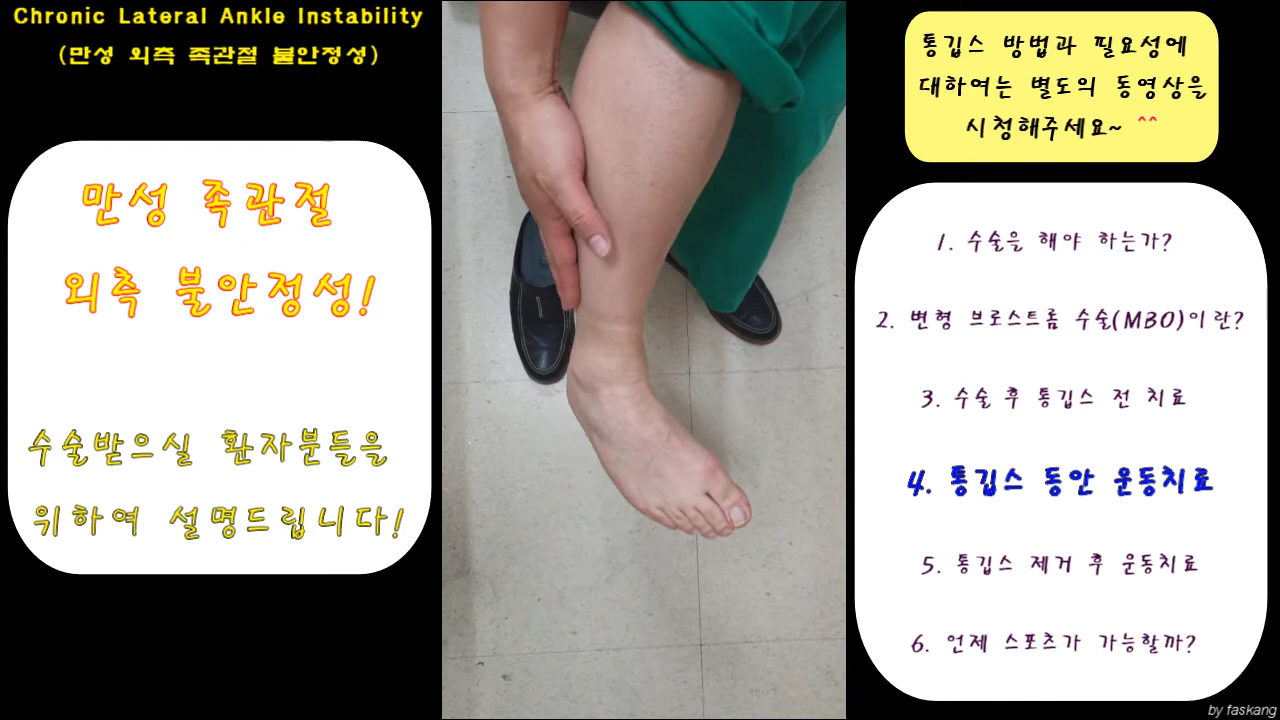 Chronic Lateral Ankle Instability
(만성 외측 족관절 불안정성)
만성 족관절
외측 불안정성!
수술받으실 환자분들을
위하여 설명드립니다!
통깁스 방법과 필요성에
대하여는 별도의 동영상을
시청해주세요~ ^^
1. 수술을 해야 하는가?
2. 변형 브로스트롬 수술(MBO)이란?
3. 수술 후 통깁스 전 치료
4. 통깁스 동안 운동치료
5. 통깁스 제거 후 운동치료
6. 언제 스포츠가 가능할까?
by faskang